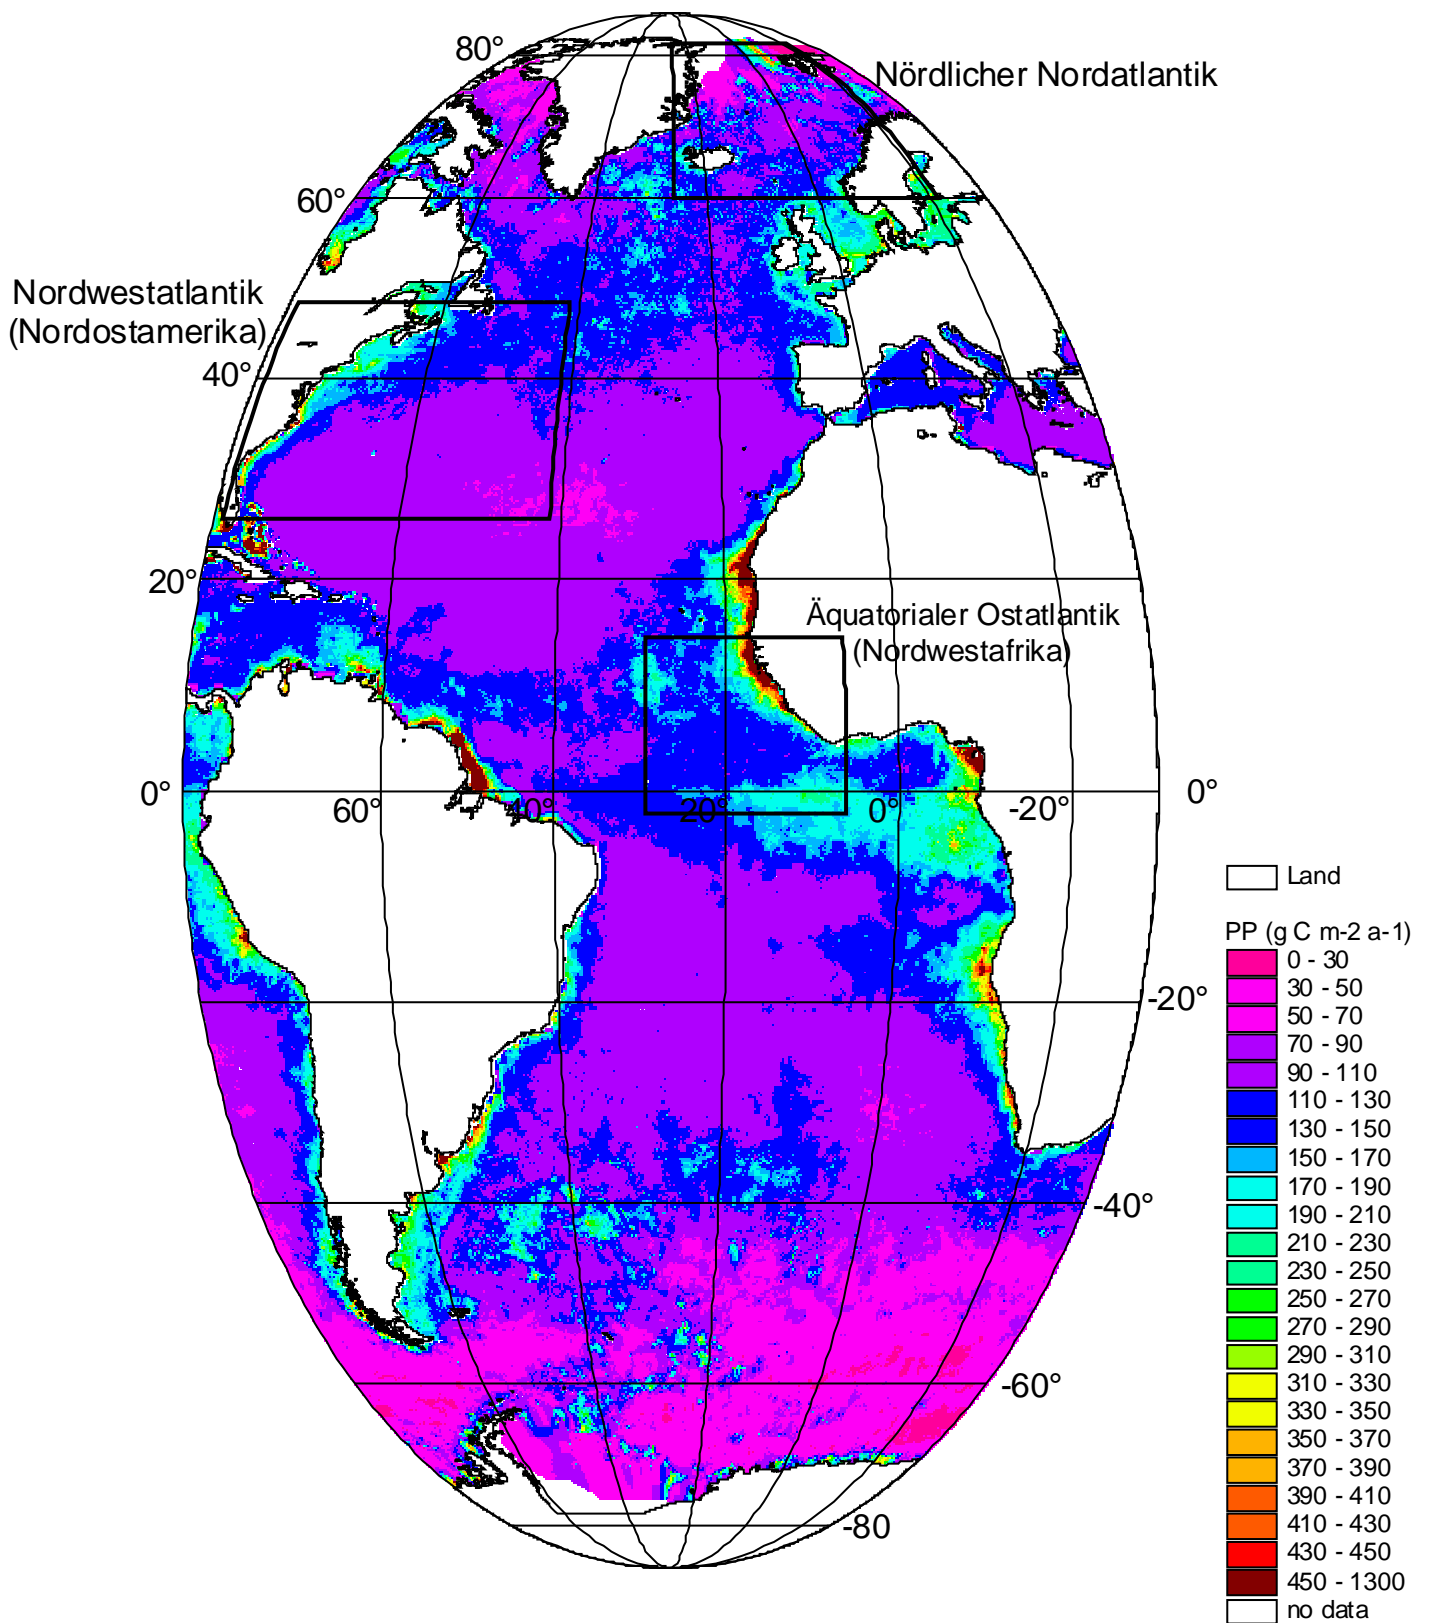 80°
Nördlicher Nordatlantik
60°
Nordwestatlantik
(Nordostamerika)
40°
20°
Äquatorialer Ostatlantik
(Nordwestafrika)
0°
60°
40°
20°
0°
-20°
0°
Land
PP (g C m-2 a-1)
0 - 30
30 - 50
50 - 70
70 - 90
90 - 110
110 - 130
130 - 150
150 - 170
170 - 190
190 - 210
210 - 230
230 - 250
250 - 270
270 - 290
290 - 310
310 - 330
330 - 350
350 - 370
370 - 390
390 - 410
410 - 430
430 - 450
450 - 1300
no data
-20°
-40°
-60°
-80